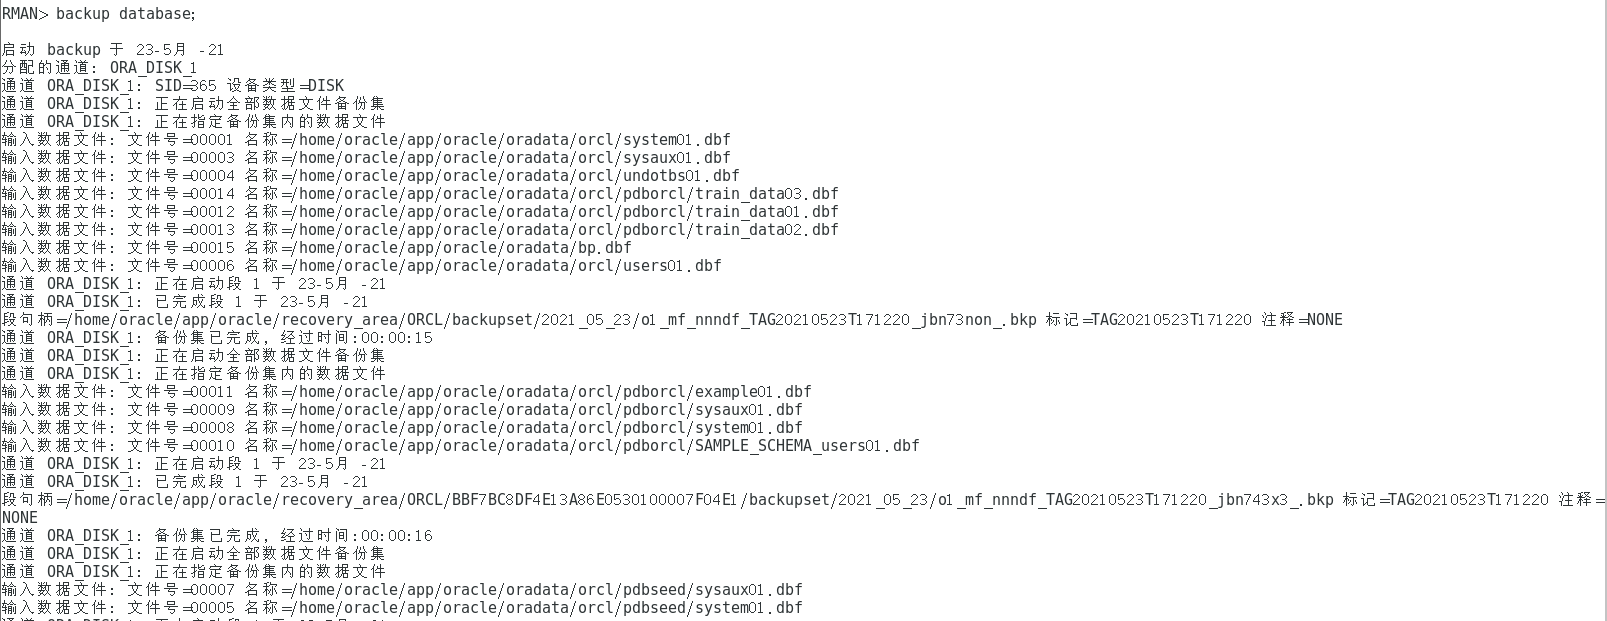 RMAN> backup database;
启动 backup 于 23-5月 -21
分配的通道: ORA_DISK_1
通道 ORA_DISK_1: SID=365 设备类型=DISK
通道 ORA_DISK_1: 正在启动全部数据文件备份集
通道 ORA_DISK_1: 正在指定备份集内的数据文件
输入数据文件: 文件号=00001 名称=/home/oracle/app/oracle/oradata/orcl/system01.dbf
输入数据文件: 文件号=00003 名称=/home/oracle/app/oracle/oradata/orcl/sysaux01.dbf
输入数据文件: 文件号=00004 名称=/home/oracle/app/oracle/oradata/orcl/undotbs01.dbf
输入数据文件: 文件号=00014 名称=/home/oracle/app/oracle/oradata/orcl/pdborcl/train_data03.dbf
输入数据文件: 文件号=00012 名称=/home/oracle/app/oracle/oradata/orcl/pdborcl/train_data01.dbf
输入数据文件: 文件号=00013 名称=/home/oracle/app/oracle/oradata/orcl/pdborcl/train_data02.dbf
输入数据文件: 文件号=00015 名称=/home/oracle/app/oracle/oradata/bp.dbf
输入数据文件: 文件号=00006 名称=/home/oracle/app/oracle/oradata/orcl/users01.dbf
通道 ORA_DISK_1: 正在启动段 1 于 23-5月 -21
通道 ORA_DISK_1: 已完成段 1 于 23-5月 -21
段句柄=/home/oracle/app/oracle/recovery_area/ORCL/backupset/2021_05_23/o1_mf_nnndf_TAG20210523T171220_jbn73non_.bkp 标记=TAG20210523T171220 注释=NONE
通道 ORA_DISK_1: 备份集已完成, 经过时间:00:00:15
通道 ORA_DISK_1: 正在启动全部数据文件备份集
通道 ORA_DISK_1: 正在指定备份集内的数据文件
输入数据文件: 文件号=00011 名称=/home/oracle/app/oracle/oradata/orcl/pdborcl/example01.dbf
输入数据文件: 文件号=00009 名称=/home/oracle/app/oracle/oradata/orcl/pdborcl/sysaux01.dbf
输入数据文件: 文件号=00008 名称=/home/oracle/app/oracle/oradata/orcl/pdborcl/system01.dbf
输入数据文件: 文件号=00010 名称=/home/oracle/app/oracle/oradata/orcl/pdborcl/SAMPLE_SCHEMA_users01.dbf
通道 ORA_DISK_1: 正在启动段 1 于 23-5月 -21
通道 ORA_DISK_1: 已完成段 1 于 23-5月 -21
段句柄=/home/oracle/app/oracle/recovery_area/ORCL/BBF7BC8DF4E13A86E0530100007F04E1/backupset/2021_05_23/o1_mf_nnndf_TAG20210523T171220_jbn743x3_.bkp 标记=TAG20210523T171220 注释=
NONE
通道 ORA_DISK_1: 备份集已完成, 经过时间:00:00:16
通道 ORA_DISK_1: 正在启动全部数据文件备份集
通道 ORA_DISK_1: 正在指定备份集内的数据文件
输入数据文件: 文件号=00007 名称=/home/oracle/app/oracle/oradata/orcl/pdbseed/sysaux01.dbf
输入数据文件: 文件号=00005 名称=/home/oracle/app/oracle/oradata/orcl/pdbseed/system01.dbf